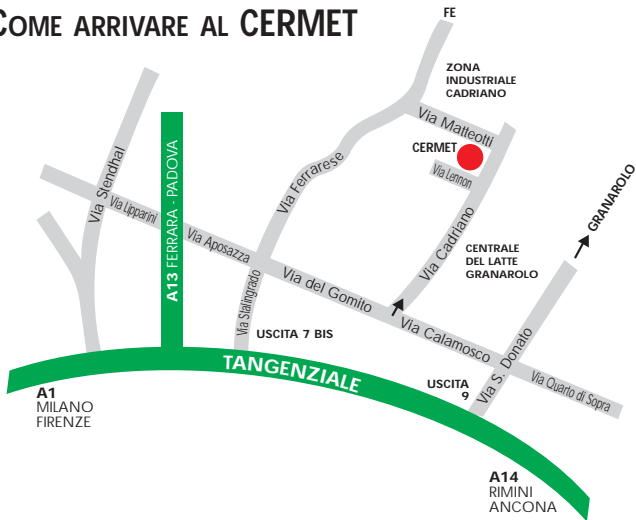 COME ARRIVARE AL CERMET
FE
ZONA
INDUSTRIALE
CADRIANO
Via Matteotti
CERMET
Via Lennon
Via Stendhal
Via Ferrarese
GRANAROLO
A13 FERRARA - PADOVA
Via Lipparini
Via Aposazza
Via Cadriano
CENTRALE
DEL LATTE
GRANAROLO
Via del Gomito
Via Stalingrado
USCITA 7 BIS
Via Calamosco
Via S. Donato
Via Quarto di Sopra
TANGENZIALE
USCITA
9
A1
MILANO
FIRENZE
A14
RIMINI
ANCONA